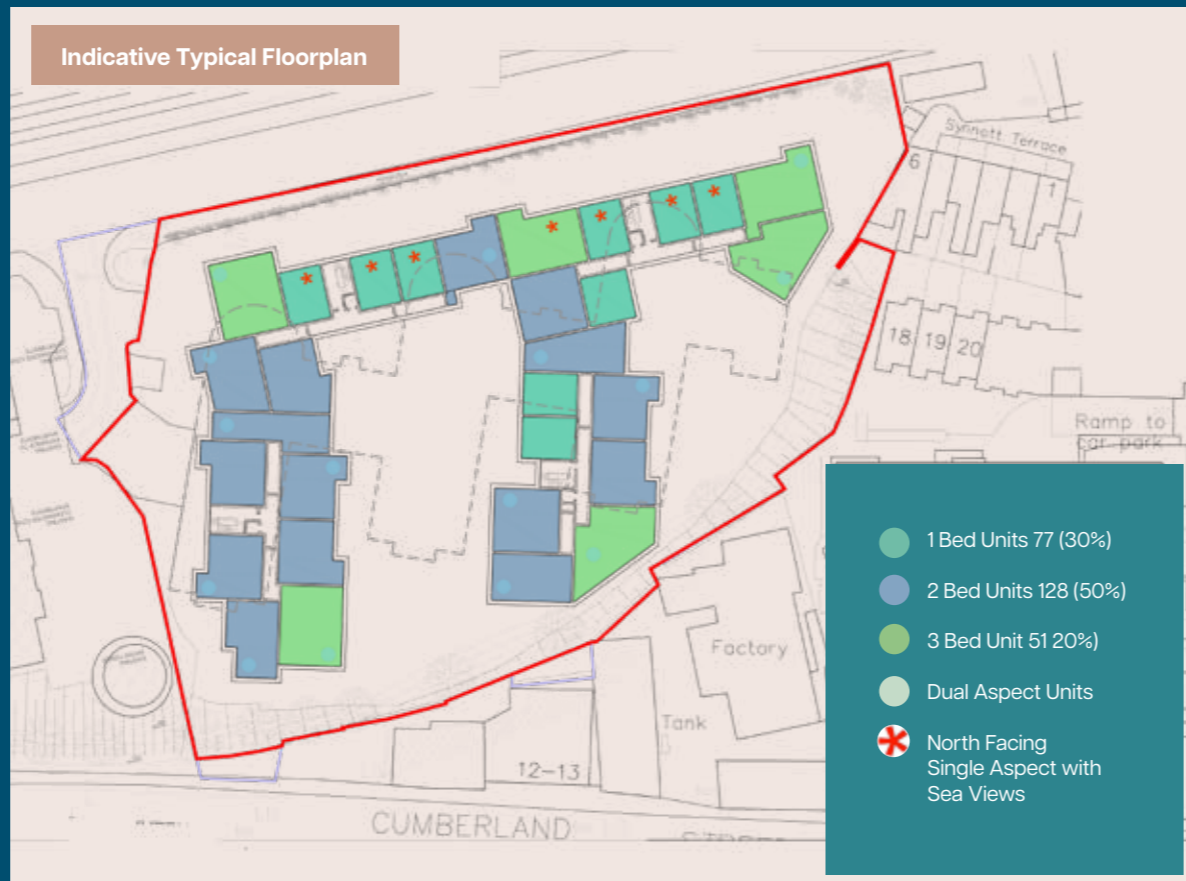 Indicative Typical Floorplan
Synnott Terrace
6
1
18 19 20
Ramp to
car park
1 Bed Units 77 (30%)
2 Bed Units 128 (50%)
3 Bed Unit 51 20%)
Dual Aspect Units
North Facing
Single Aspect with
Sea Views
Factory
Tank
12-13
CUMBERLAND